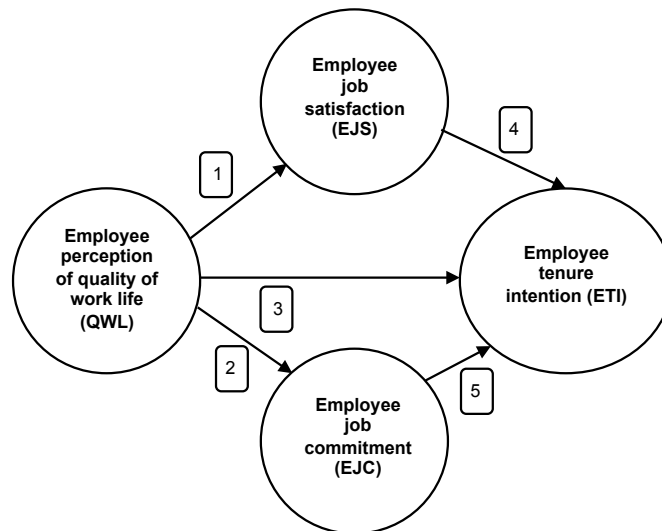 Employee
job
satisfaction
(EJS)
4
1
Employee
perception
of quality of
work life
(QWL)
Employee
tenure
intention (ETI)
3
2
5
Employee
job
commitment
(EJC)